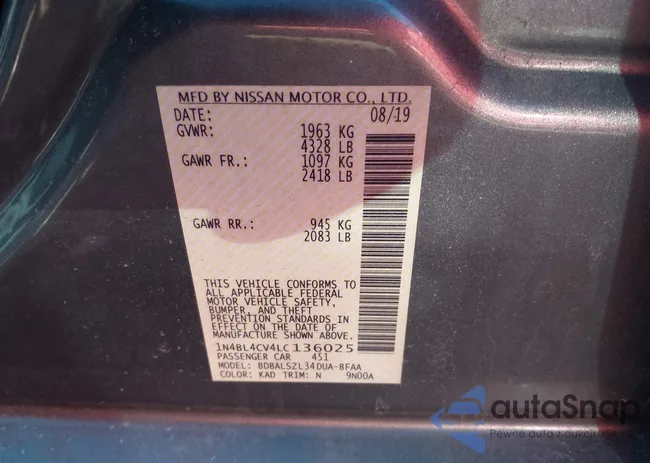 MFD BY NISSAN MOTOR CO., LTD.
DATE: 08/19
GVWR: 1963 KG
4328 LB
GAWR FR.: 1097 KG
2418 LB
GAWR RR.: 945 KG
2083 LB
THIS VEHICLE CONFORMS TO
ALL APPLICABLE FEDERAL
MOTOR VEHICLE SAFETY,
BUMPER, AND THEFT
PREVENTION STANDARDS IN
EFFECT ON THE DATE OF
MANUFACTURE SHOWN ABOVE.
1N4BL4CV4LC136025
PASSENGER CAR 451
MODEL: BDBALSZL34DUA-BFAA
COLOR: KAD TRIM: N 9N00A
autaSnap
Pewne auta z aukcji